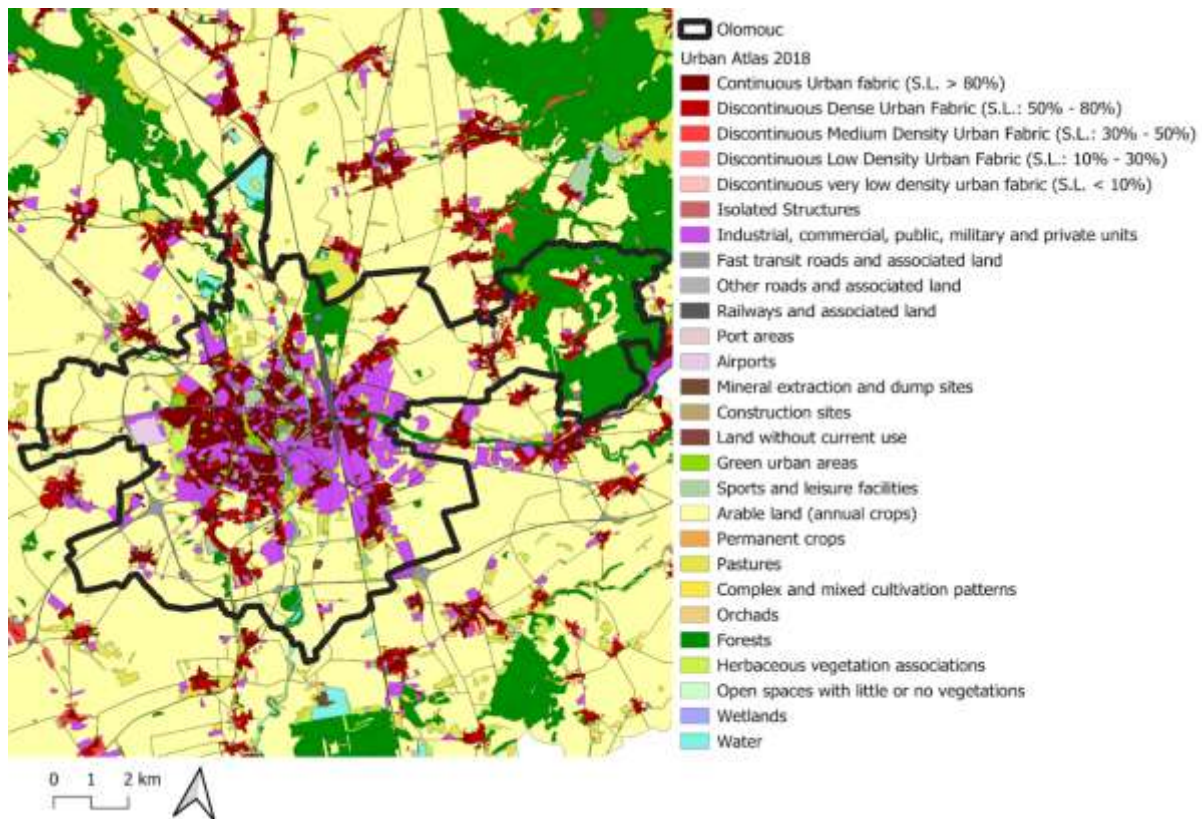 Olomouc
Urban Atlas 2018
Continuous Urban fabric (S.L. > 80%)
Discontinuous Dense Urban Fabric (S.L.: 50% - 80%)
Discontinuous Medium Density Urban Fabric (S.L.: 30% - 50%)
Discontinuous Low Density Urban Fabric (S.L.: 10% - 30%)
Discontinuous very low density urban fabric (S.L. < 10%)
Isolated Structures
Industrial, commercial, public, military and private units
Fast transit roads and associated land
Other roads and associated land
Railways and associated land
Port areas
Airports
Mineral extraction and dump sites
Construction sites
Land without current use
Green urban areas
Sports and leisure facilities
Arable land (annual crops)
Permanent crops
Pastures
Complex and mixed cultivation patterns
Orchads
Forests
Herbaceous vegetation associations
Open spaces with little or no vegetations
Wetlands
Water
0 1 2 km